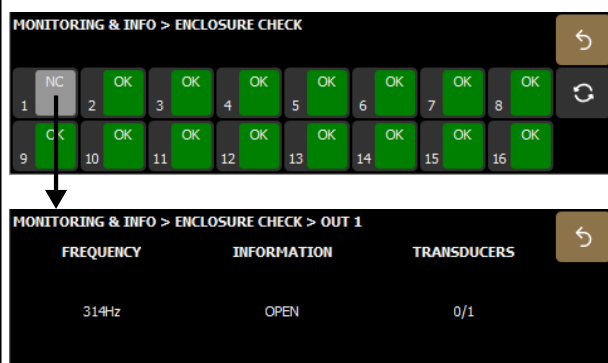 MONITORING & INFO > ENCLOSURE CHECK
1 NC 2 OK 3 OK 4 OK 5 OK 6 OK 7 OK 8 OK
9 OK 10 OK 11 OK 12 OK 13 OK 14 OK 15 OK 16 OK
MONITORING & INFO > ENCLOSURE CHECK > OUT 1
FREQUENCY INFORMATION TRANSDUCERS
314Hz OPEN 0/1